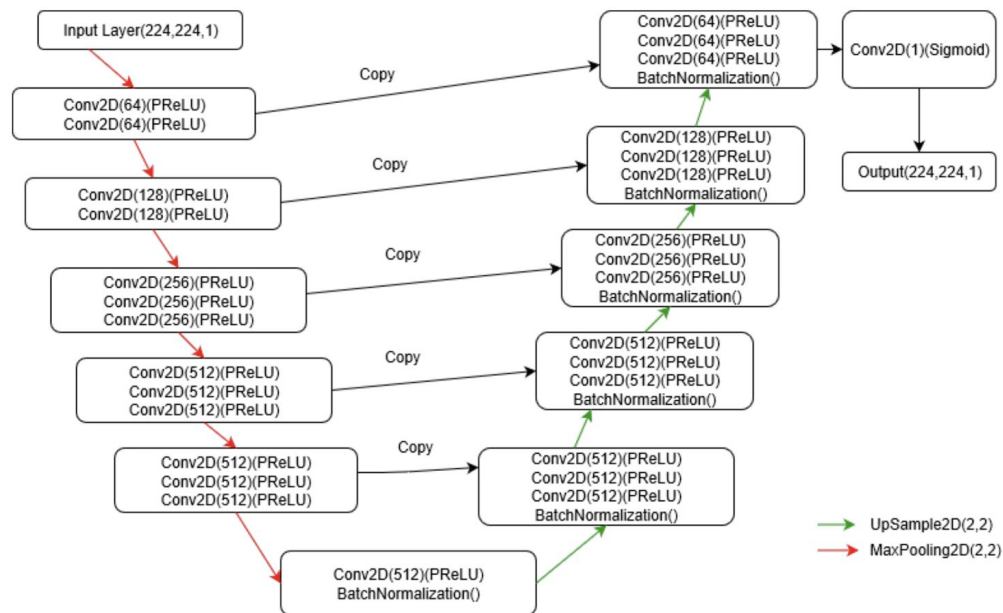 Input Layer(224,224,1)
Conv2D(64)(PReLU)
Conv2D(64)(PReLU)
Conv2D(128)(PReLU)
Conv2D(128)(PReLU)
Conv2D(256)(PReLU)
Conv2D(256)(PReLU)
Conv2D(256)(PReLU)
Conv2D(512)(PReLU)
Conv2D(512)(PReLU)
Conv2D(512)(PReLU)
Conv2D(512)(PReLU)
Conv2D(512)(PReLU)
Conv2D(512)(PReLU)
Conv2D(512)(PReLU)
BatchNormalization()
Copy
Copy
Copy
Copy
Copy
Conv2D(64)(PReLU)
Conv2D(64)(PReLU)
Conv2D(64)(PReLU)
BatchNormalization()
Conv2D(128)(PReLU)
Conv2D(128)(PReLU)
Conv2D(128)(PReLU)
BatchNormalization()
Conv2D(256)(PReLU)
Conv2D(256)(PReLU)
Conv2D(256)(PReLU)
BatchNormalization()
Conv2D(512)(PReLU)
Conv2D(512)(PReLU)
Conv2D(512)(PReLU)
BatchNormalization()
Conv2D(512)(PReLU)
Conv2D(512)(PReLU)
Conv2D(512)(PReLU)
BatchNormalization()
Conv2D(1)(Sigmoid)
Output(224,224,1)
UpSample2D(2,2)
MaxPooling2D(2,2)